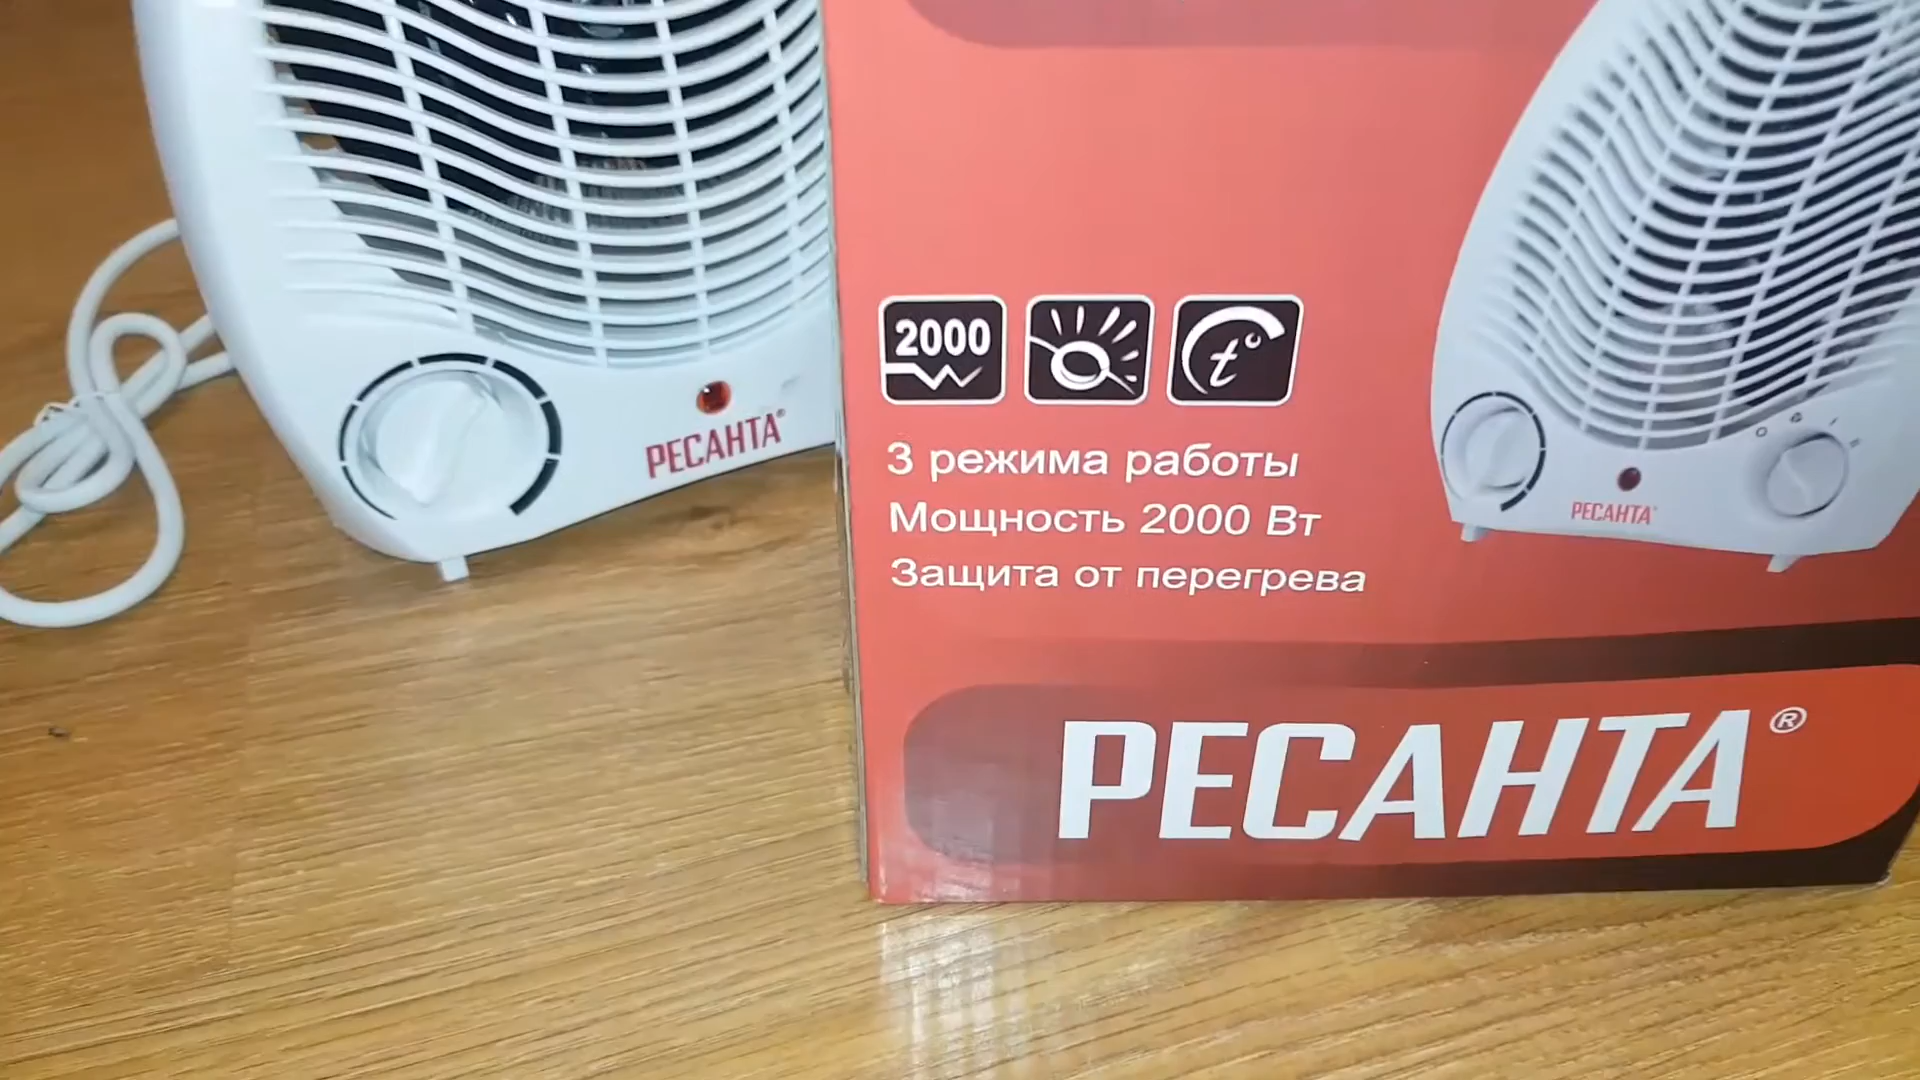 РЕСАНТА®
2000
t°
3 режима работы
Мощность 2000 Вт
Защита от перегрева
РЕСАНТА®
РЕСАНТА®